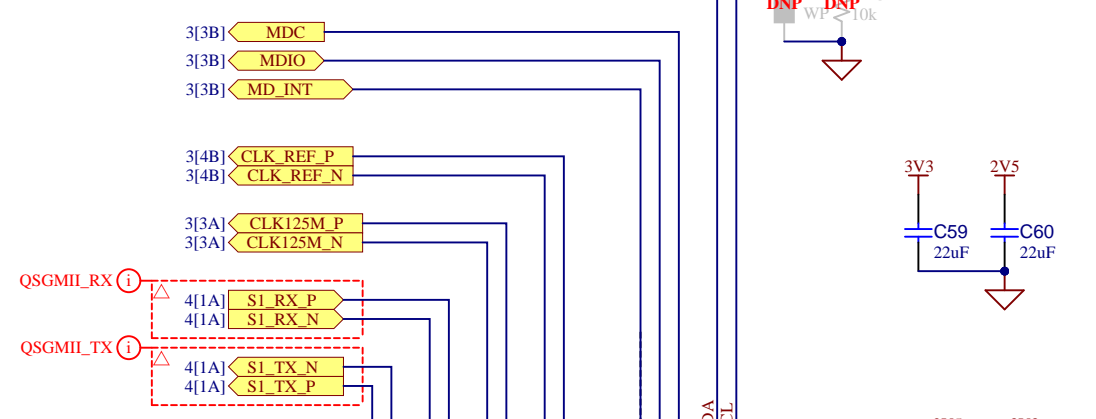 DNP DNP
WP 10k
3[3B] MDC
3[3B] MDIO
3[3B] MD_INT
3[4B] CLK_REF_P
3[4B] CLK_REF_N
3V3 2V5
3[3A] CLK125M_P
3[3A] CLK125M_N
C59 C60
22uF 22uF
QSGMII_RX i
4[1A] S1_RX_P
4[1A] S1_RX_N
QSGMII_TX i
4[1A] S1_TX_N
4[1A] S1_TX_P